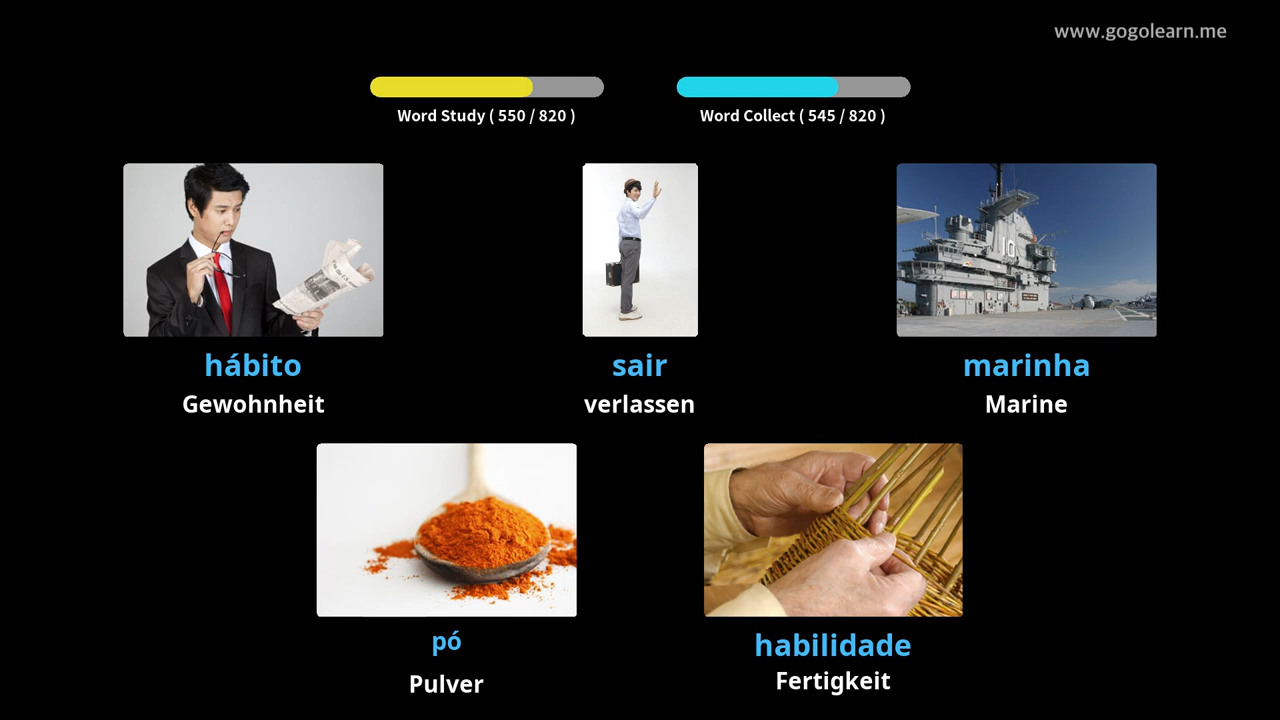 www.gogolearn.me
Word Study ( 550 / 820 )
Word Collect ( 545 / 820 )
16
hábito
Gewohnheit
sair
verlassen
marinha
Marine
pó
Pulver
habilidade
Fertigkeit